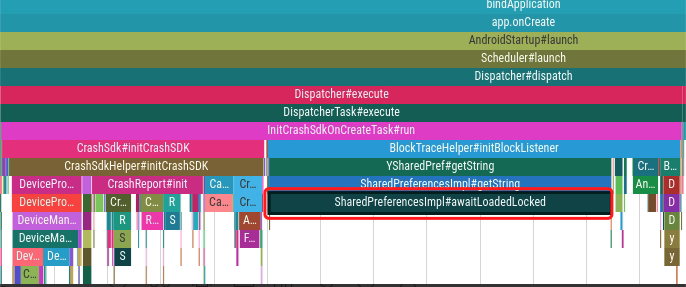 bindApplication
app.onCreate
AndroidStartup#launch
Scheduler#launch
Dispatcher#dispatch
Dispatcher#execute
DispatcherTask#execute
InitCrashSdkOnCreateTask#run
CrashSdk#initCrashSDK BlockTraceHelper#initBlockListener
CrashSdkHelper#initCrashSDK YSharedPref#getString Cr... B...
DevicePro... CrashReport#init Ca... Cr... SharedPreferencesImpl#getString An... D
DevicePro... Cr... R Ca... Cr... SharedPreferencesImpl#awaitLoadedLocked D
DeviceMan... R R... S A... D
DeviceMa... S F... y
Dev... De... S y
C...